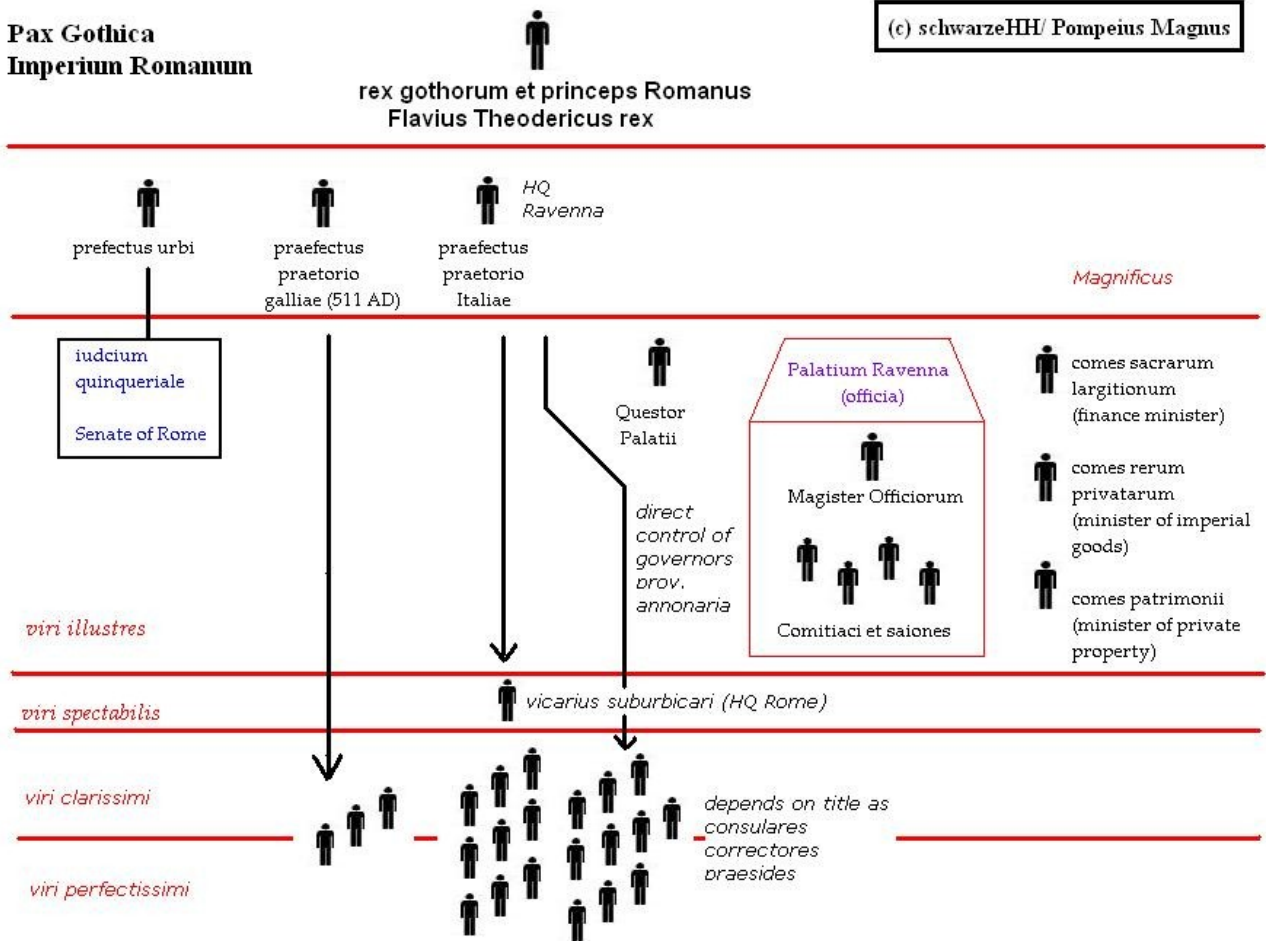 Pax Gothica
Imperium Romanum
(c) schwarzeHH/ Pompeius Magnus
rex gothorum et princeps Romanus
Flavius Theodericus rex
HQ
Ravenna
prefectus urbi
praefectus
praetorio
galliae (511 AD)
praefectus
praetorio
Italiae
Magnificus
iudcium
quinqueriale
Senate of Rome
Questor
Palatii
Palatium Ravenna
(officia)
Magister Officiorum
Comitiaci et saiones
comes sacrarum
largitionum
(finance minister)
comes rerum
privatarum
(minister of imperial
goods)
comes patrimonii
(minister of private
property)
direct
control of
governors
prov.
annonaria
viri illustres
viri spectabilis
vicarius suburbicari (HQ Rome)
viri clarissimi
depends on title as
consulares
correctores
praesides
viri perfectissimi